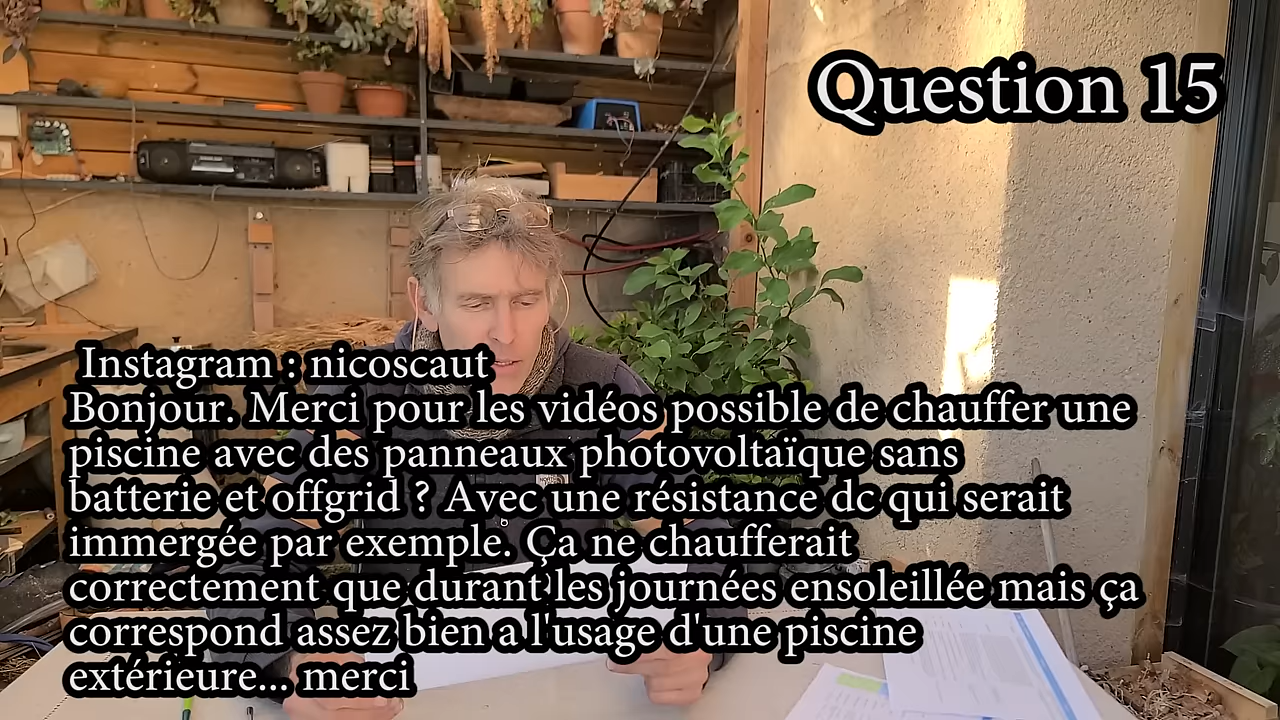 Question 15
Instagram : nicoscaut
Bonjour. Merci pour les vidéos possible de chauffer une
piscine avec des panneaux photovoltaïque sans
batterie et offgrid ? Avec une résistance dc qui serait
immergée par exemple. Ça ne chaufferait
correctement que durant les journées ensoleillée mais ça
correspond assez bien a l'usage d'une piscine
extérieure... merci